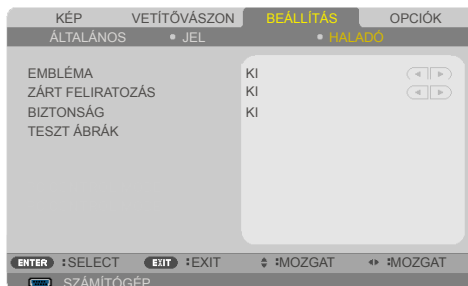 KÉP VETÍTŐVÁSZON BEÁLLÍTÁS OPCIÓK
ÁLTALÁNOS • JEL • HALADÓ
EMBLÉMA KI
ZÁRT FELIRATOZÁS KI
BIZTONSÁG KI
TESZT ÁBRÁK
ENTER :SELECT EXIT :EXIT :MOZGAT :MOZGAT
SZÁMÍTÓGÉP